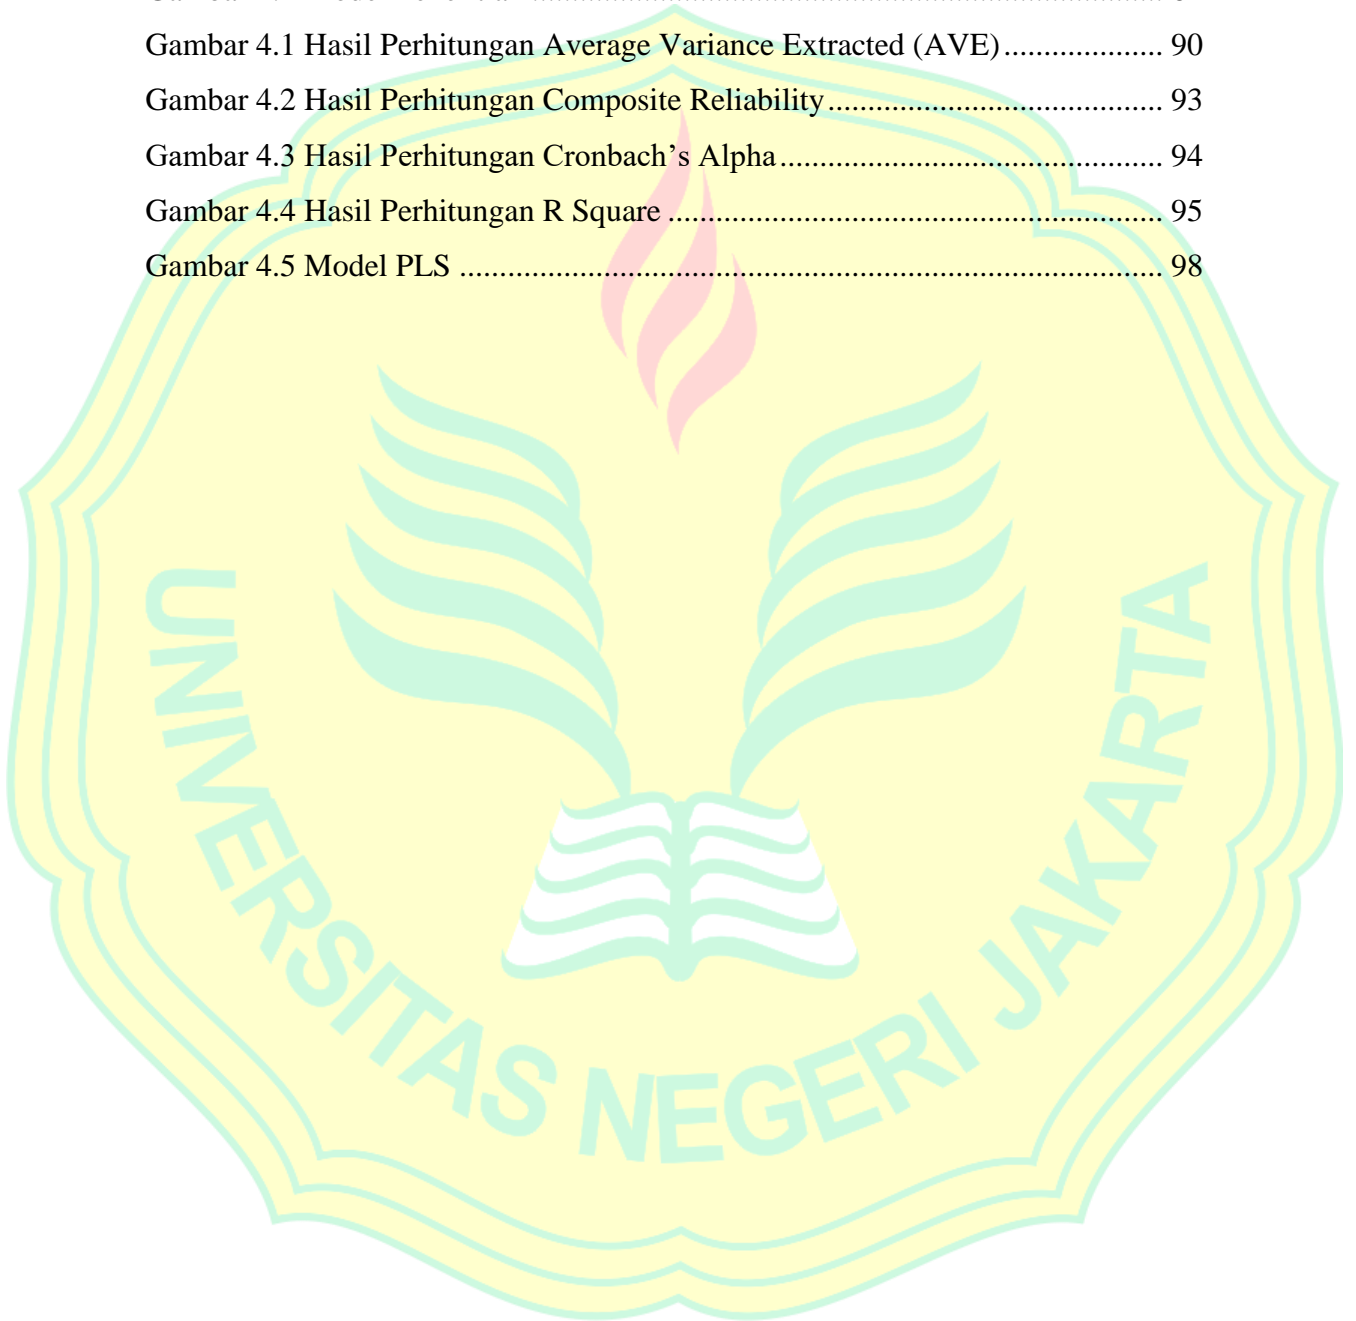 Gambar 4.1 Hasil Perhitungan Average Variance Extracted (AVE)................... 90
Gambar 4.2 Hasil Perhitungan Composite Reliability.................................... 93
Gambar 4.3 Hasil Perhitungan Cronbach’s Alpha......................................... 94
Gambar 4.4 Hasil Perhitungan R Square ..................................................... 95
Gambar 4.5 Model PLS ........................................................................... 98
UNIVERSITAS NEGERI JAKARTA